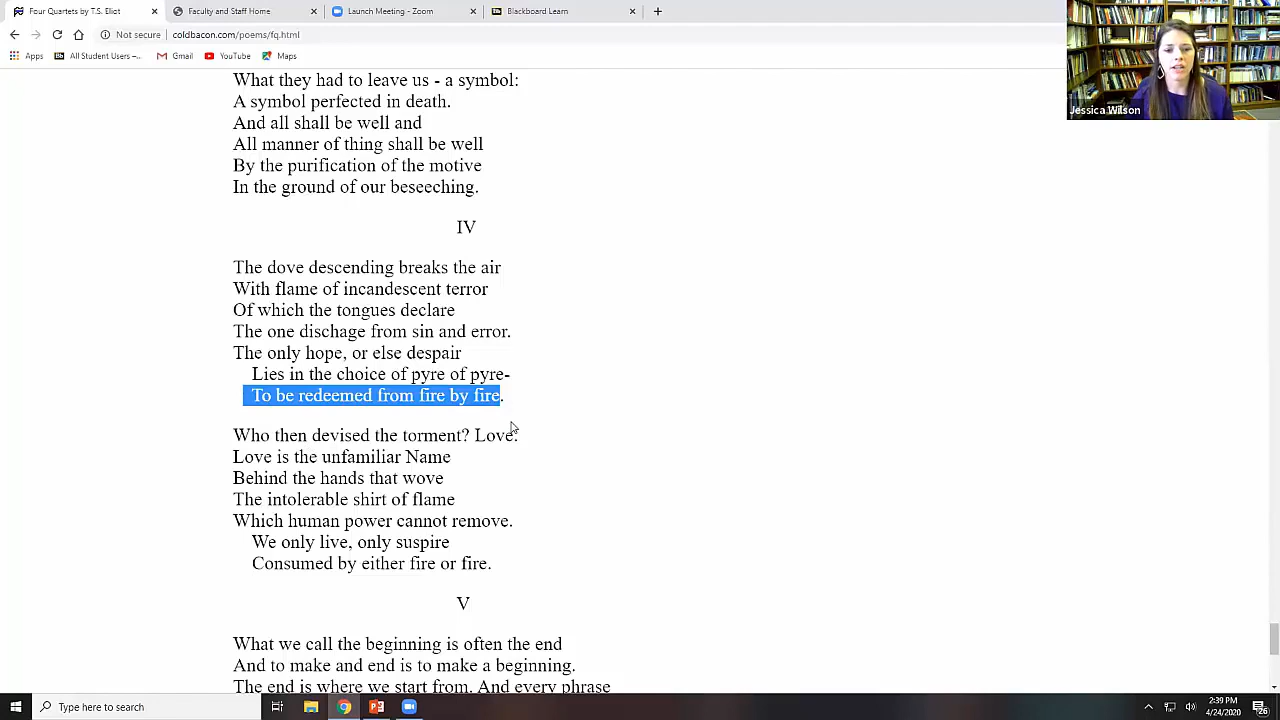 Four Quartets by T.S. Eliot
Faculty and Staff Home
Launch Meeting - Zoom
Blackboard Learn
Not secure
coldbacon.com/poems/fq.html
Apps
All Student Users –...
Gmail
YouTube
Maps
Jessica Wilson
What they had to leave us - a symbol:
A symbol perfected in death.
And all shall be well and
All manner of thing shall be well
By the purification of the motive
In the ground of our beseeching.
IV
The dove descending breaks the air
With flame of incandescent terror
Of which the tongues declare
The one dischage from sin and error.
The only hope, or else despair
Lies in the choice of pyre of pyre-
To be redeemed from fire by fire.
Who then devised the torment? Love.
Love is the unfamiliar Name
Behind the hands that wove
The intolerable shirt of flame
Which human power cannot remove.
We only live, only suspire
Consumed by either fire or fire.
V
What we call the beginning is often the end
And to make and end is to make a beginning.
The end is where we start from. And every phrase
Type here to search
2:39 PM
4/24/2020
26